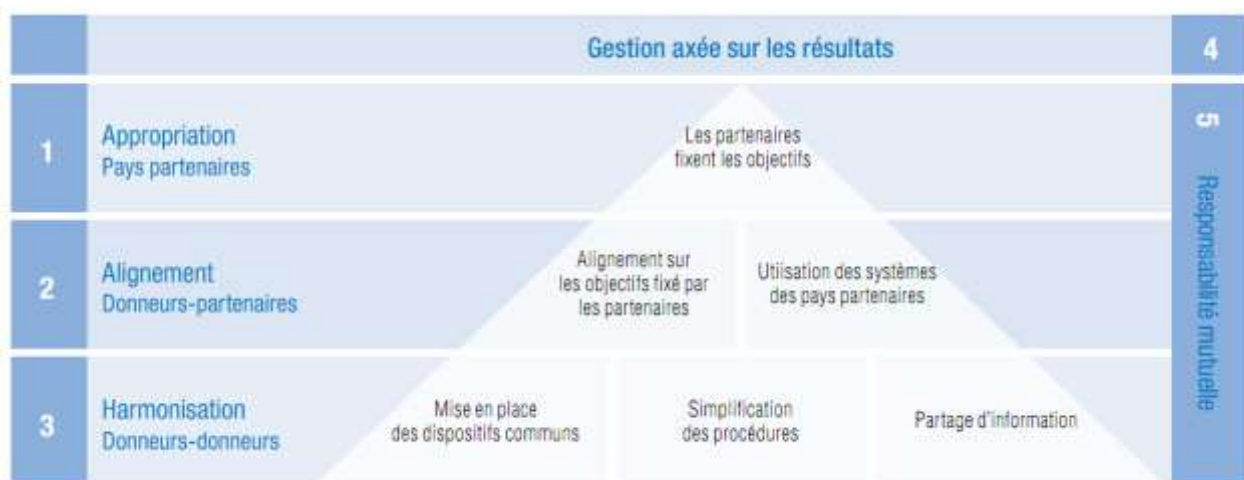 Gestion axée sur les résultats
4
1
Appropriation
Pays partenaires
Les partenaires
fixent les objectifs
5
Responsabilité mutuelle
2
Alignement
Donneurs-partenaires
Alignement sur
les objectifs fixé par
les partenaires
Utiisation des systèmes
des pays partenaires
3
Harmonisation
Donneurs-donneurs
Mise en place
des dispositifs communs
Simplification
des procédures
Partage d'information